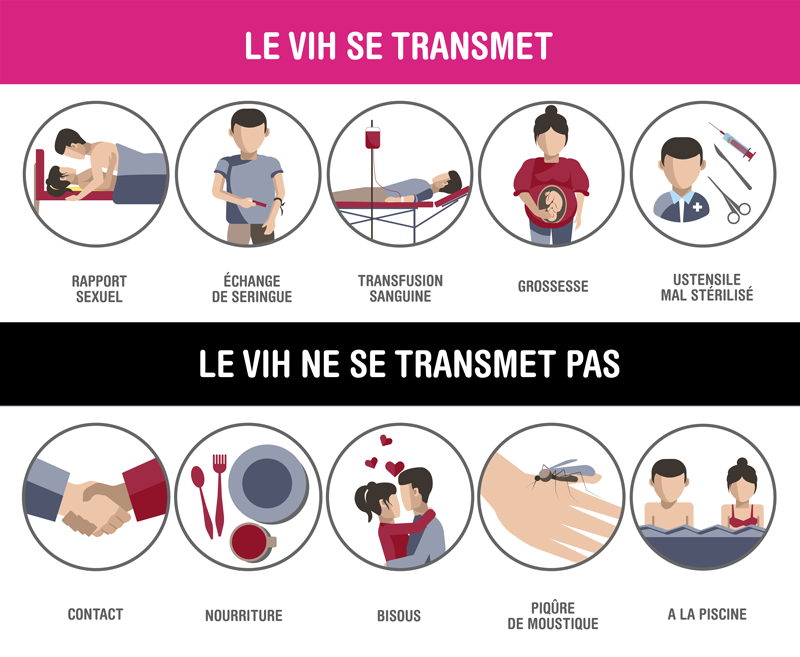 LE VIH SE TRANSMET
RAPPORT
SEXUEL
ÉCHANGE
DE SERINGUE
TRANSFUSION
SANGUINE
GROSSESSE
USTENSILE
MAL STÉRILISÉ
LE VIH NE SE TRANSMET PAS
CONTACT
NOURRITURE
BISOUS
PIQÛRE
DE MOUSTIQUE
A LA PISCINE